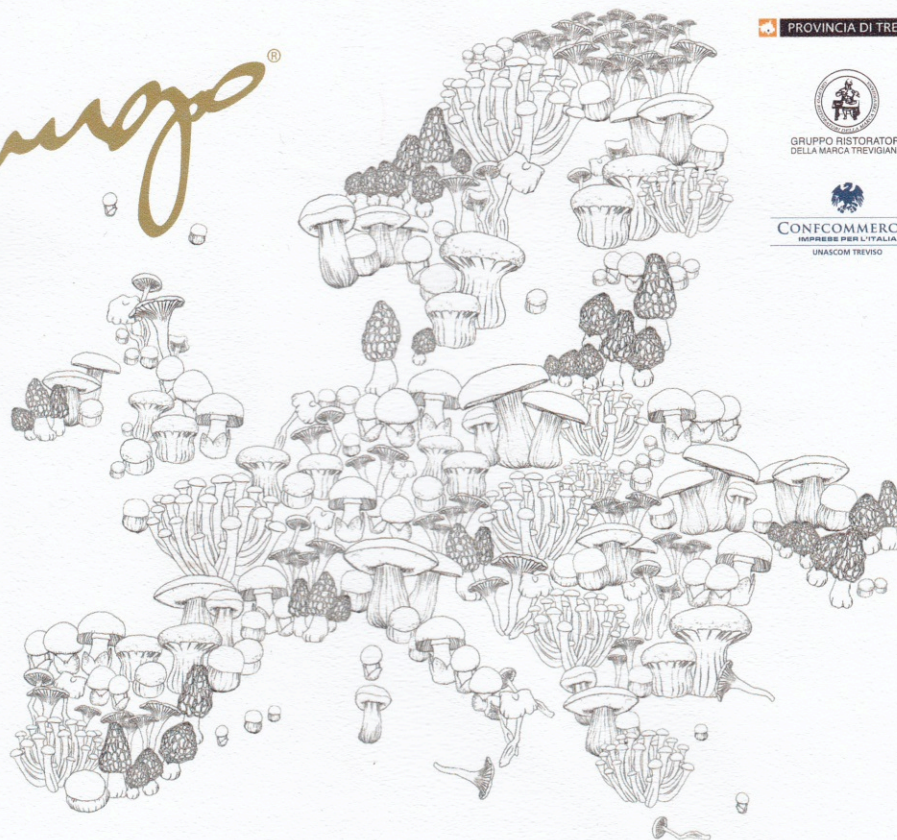 ®
PROVINCIA DI TRE
GRUPPO RISTORATOR
DELLA MARCA TREVIGIAN
CONFCOMMERC
IMPRESE PER L'ITALIA
UNASCOM TREVISO